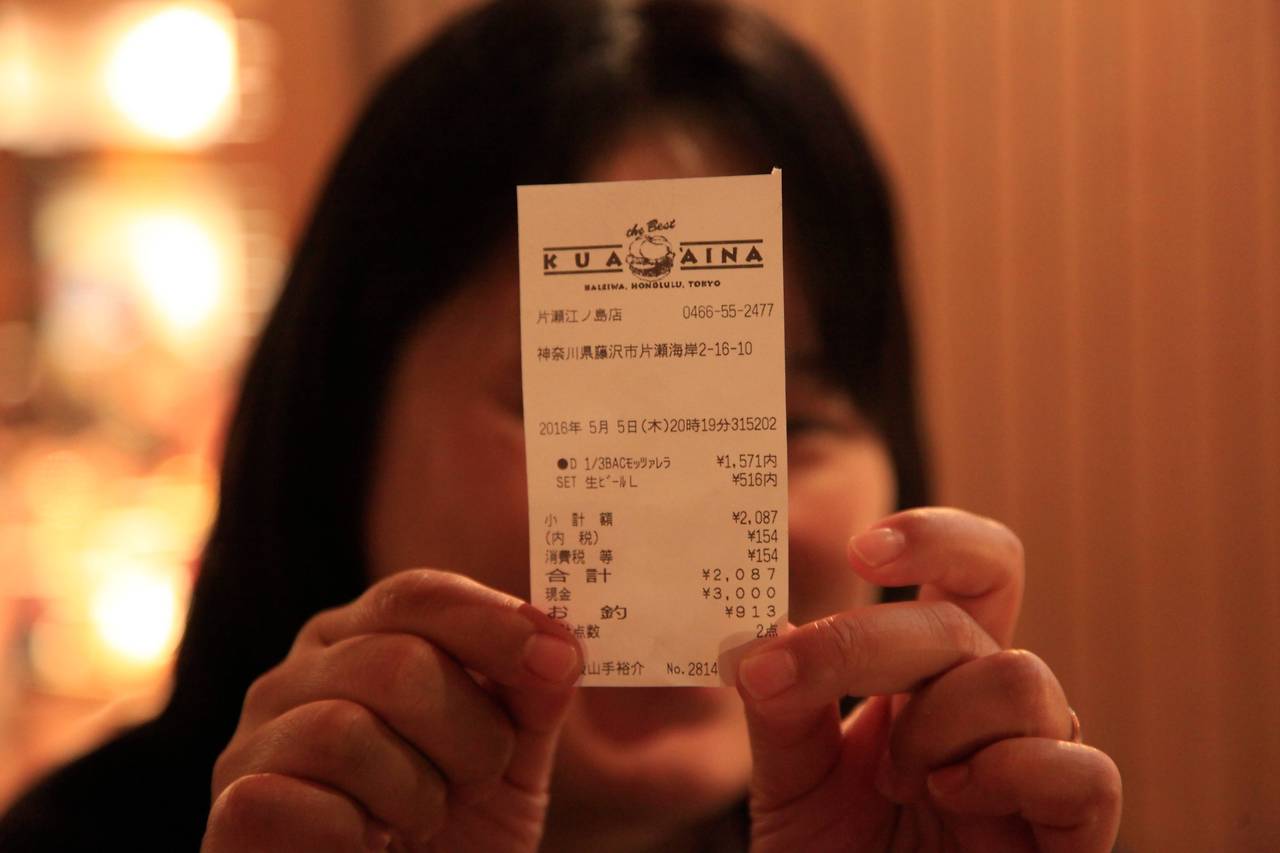 the Best
KUA 'AINA
HALEIWA, HONOLULU, TOKYO
片瀬江ノ島店 0466-55-2477
神奈川県藤沢市片瀬海岸2-16-10
2016年 5月 5日(木)20時19分315202
●D 1/3BACモッツァレラ ¥1,571内
SET 生ビールL ¥516内
小 計 額 ¥2,087
(内 税) ¥154
消費税 等 ¥154
合 計 ¥2,087
現金 ¥3,000
お 釣 ¥913
点数 2点
山手裕介 No.2814